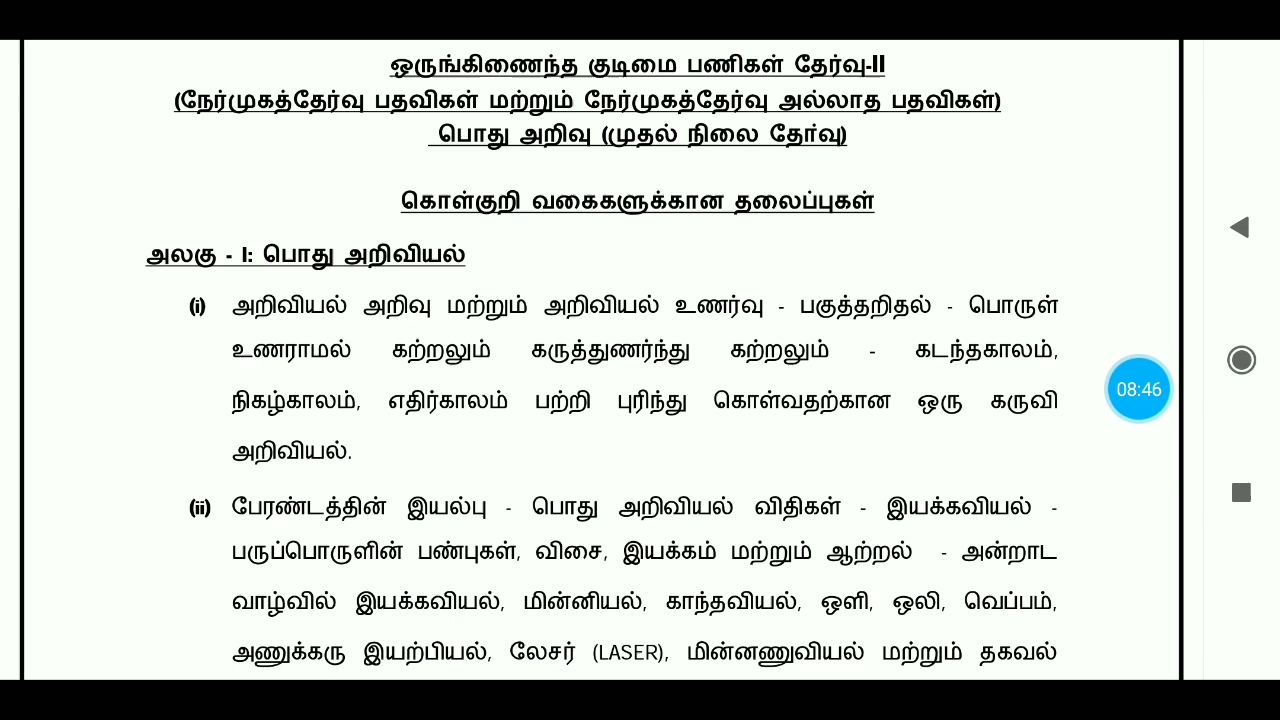 ஒருங்கிணைந்த குடிமை பணிகள் தேர்வு-II
(நேர்முகத்தேர்வு பதவிகள் மற்றும் நேர்முகத்தேர்வு அல்லாத பதவிகள்)
பொது அறிவு (முதல் நிலை தேர்வு)
கொள்குறி வகைகளுக்கான தலைப்புகள்
அலகு - I: பொது அறிவியல்
(i) அறிவியல் அறிவு மற்றும் அறிவியல் உணர்வு - பகுத்தறிதல் - பொருள்
உணராமல் கற்றலும் கருத்துணர்ந்து கற்றலும் - கடந்தகாலம்,
நிகழ்காலம், எதிர்காலம் பற்றி புரிந்து கொள்வதற்கான ஒரு கருவி
அறிவியல்.
08:46
(ii) பேரண்டத்தின் இயல்பு - பொது அறிவியல் விதிகள் - இயக்கவியல் -
பருப்பொருளின் பண்புகள், விசை, இயக்கம் மற்றும் ஆற்றல் - அன்றாட
வாழ்வில் இயக்கவியல், மின்னியல், காந்தவியல், ஒளி, ஒலி, வெப்பம்,
அணுக்கரு இயற்பியல், லேசர் (LASER), மின்னணுவியல் மற்றும் தகவல்